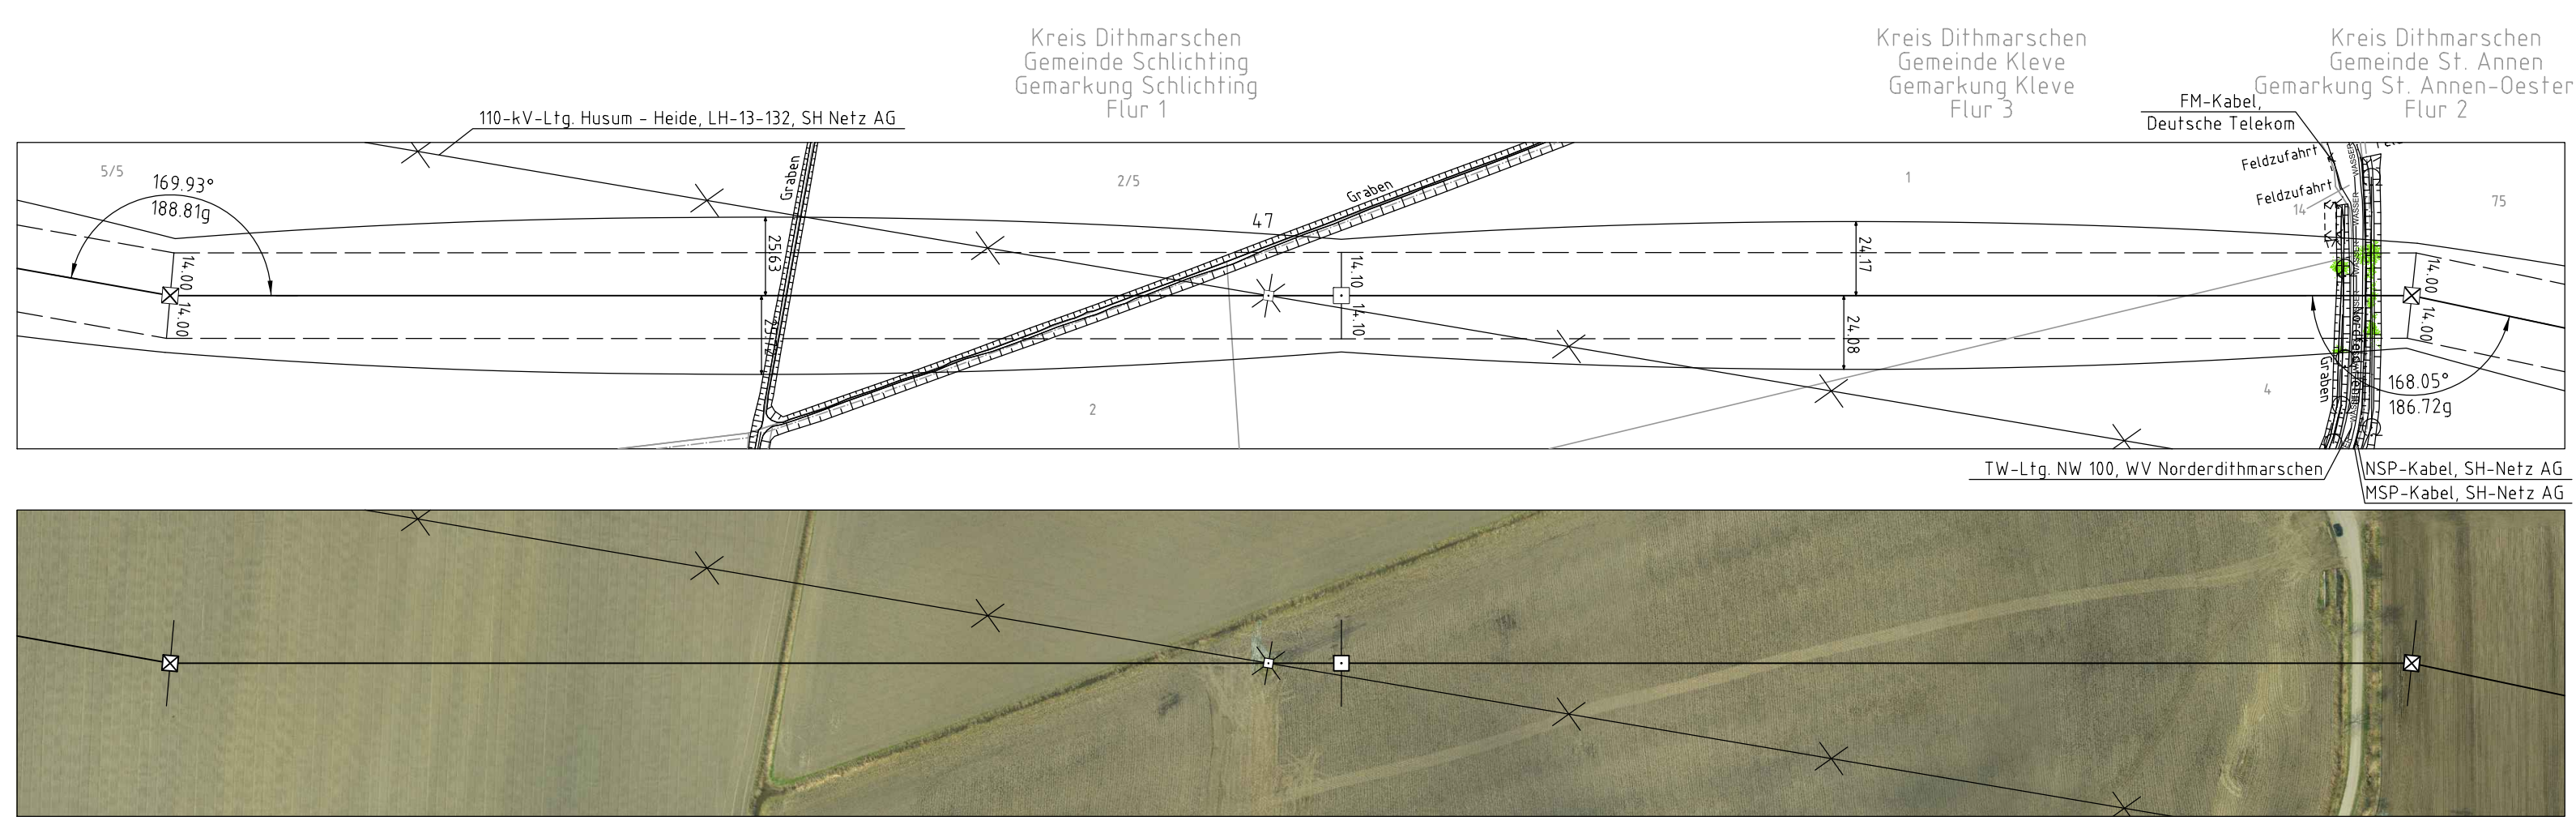 Kreis Dithmarschen
Gemeinde Schlichting
Gemarkung Schlichting
Flur 1
Kreis Dithmarschen
Gemeinde Kleve
Gemarkung Kleve
Flur 3
Kreis Dithmarschen
Gemeinde St. Annen
Gemarkung St. Annen-Oester
Flur 2
110-kV-Ltg. Husum - Heide, LH-13-132, SH Netz AG
FM-Kabel,
Deutsche Telekom
5/5
169.93°
188.81g
14.00
14.00
25.63
Graben
2/5
47
Graben
2
14.10
14.10
1
24.17
24.08
Feldzufahrt
Feldzufahrt
14
WASSER
WASSER
WASSER
75
14.00
14.00
Graben
4
168.05°
186.72g
TW-Ltg. NW 100, WV Norderdithmarschen
NSP-Kabel, SH-Netz AG
MSP-Kabel, SH-Netz AG